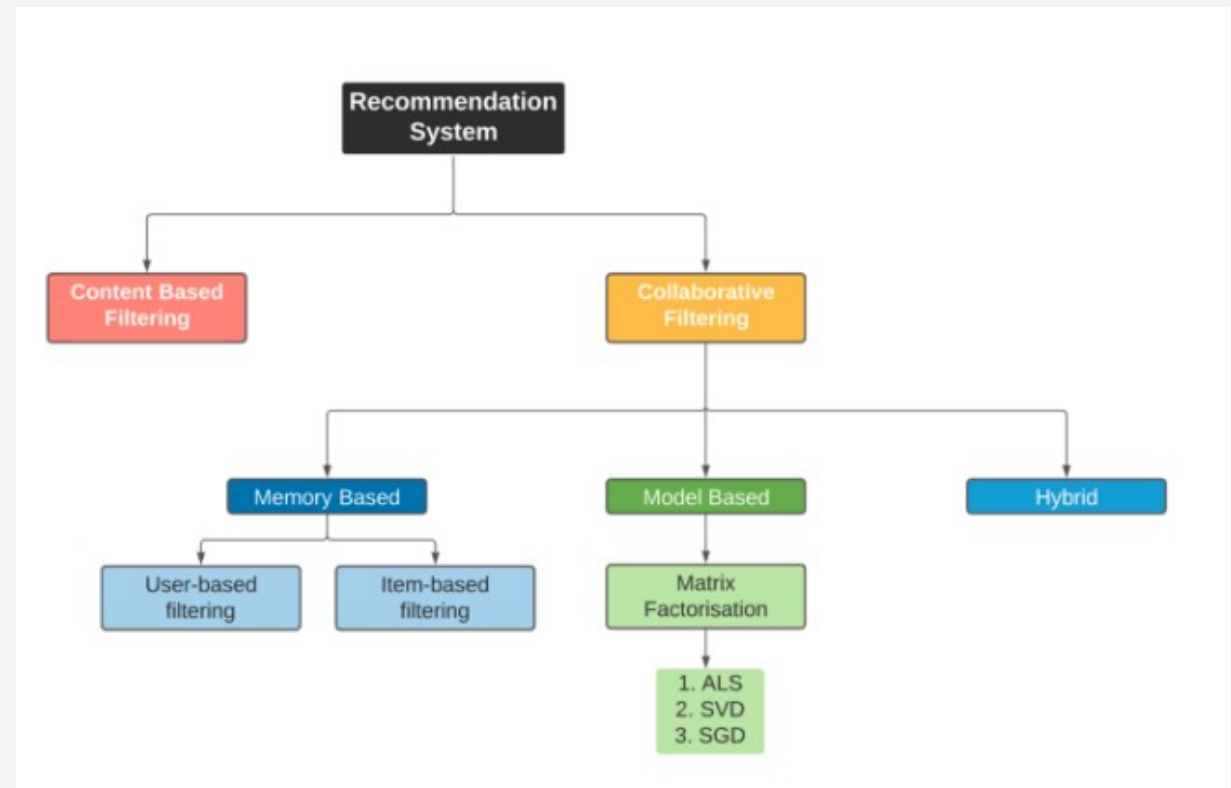 Recommendation
System
Content Based
Filtering
Collaborative
Filtering
Memory Based
Model Based
Hybrid
User-based
filtering
Item-based
filtering
Matrix
Factorisation
1. ALS
2. SVD
3. SGD